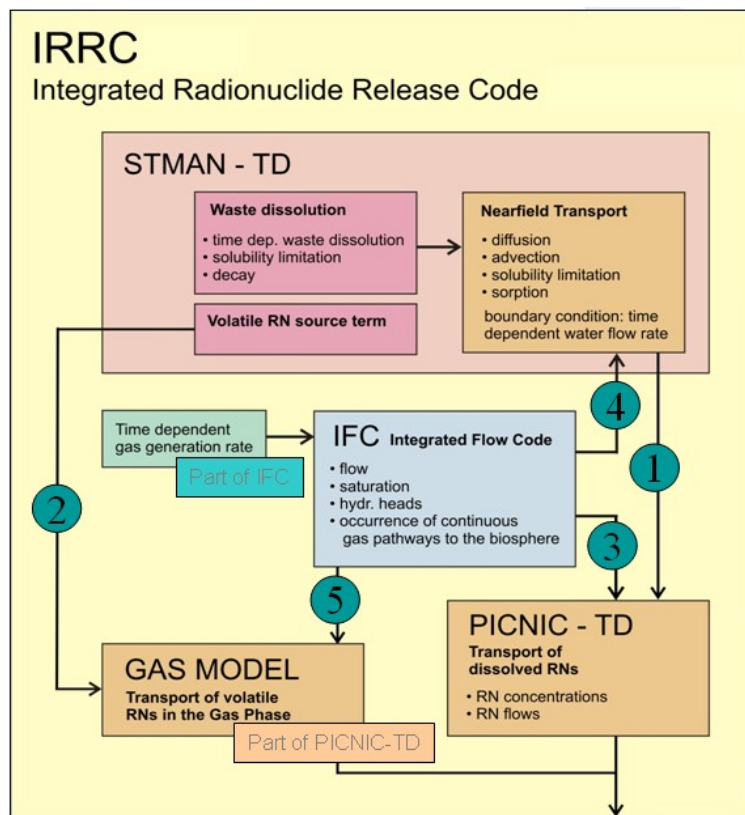 IRRC
Integrated Radionuclide Release Code
STMAN - TD
Waste dissolution
• time dep. waste dissolution
• solubility limitation
• decay
Volatile RN source term
Nearfield Transport
• diffusion
• advection
• solubility limitation
• sorption
boundary condition: time
dependent water flow rate
4
Time dependent
gas generation rate
Part of IFC
IFC Integrated Flow Code
• flow
• saturation
• hydr. heads
• occurrence of continuous
gas pathways to the biosphere
1
2
3
5
GAS MODEL
Transport of volatile
RNs in the Gas Phase
Part of PICNIC-TD
PICNIC - TD
Transport of
dissolved RNs
• RN concentrations
• RN flows